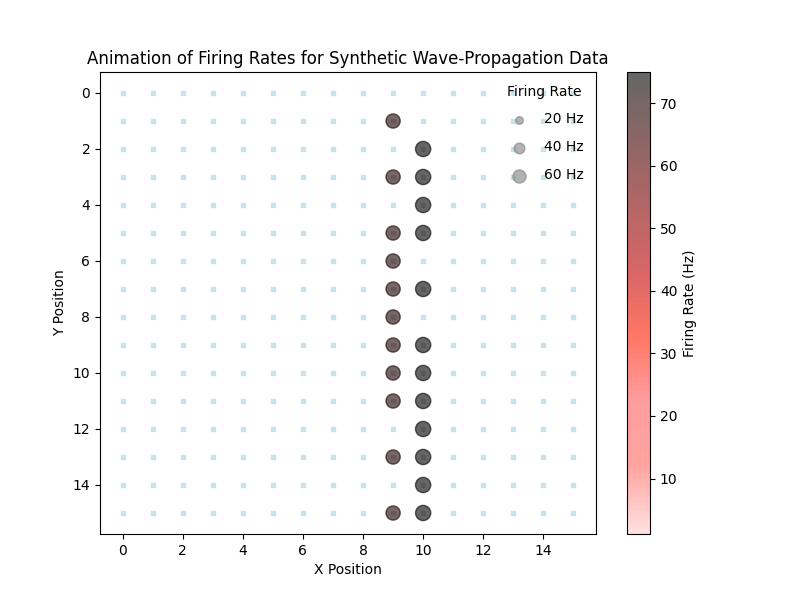 Animation of Firing Rates for Synthetic Wave-Propagation Data
Firing Rate
20 Hz
40 Hz
60 Hz
0
2
4
6
8
10
12
14
Y Position
0
2
4
6
8
10
12
14
X Position
70
60
50
40
30
20
10
Firing Rate (Hz)